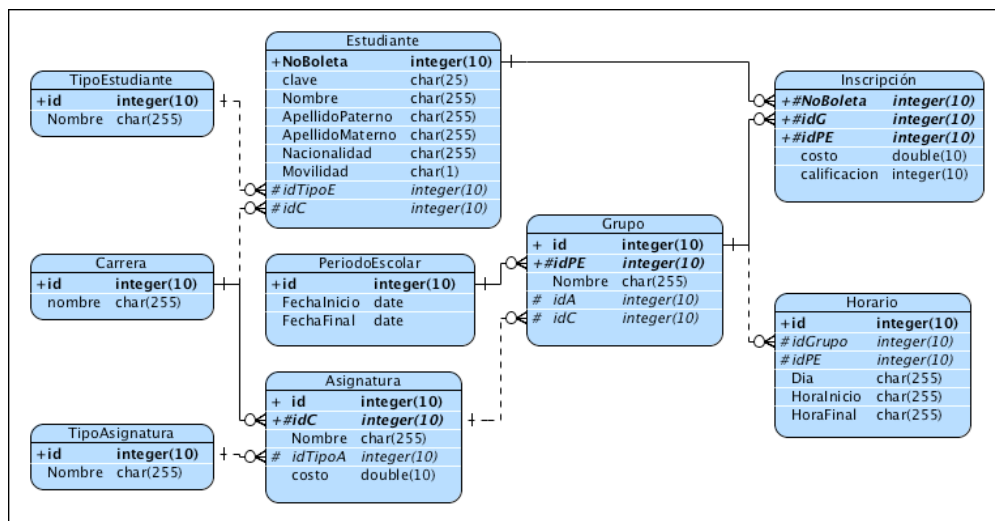 TipoEstudiante
+id integer(10)
Nombre char(255)
Estudiante
+NoBoleta integer(10)
clave char(25)
Nombre char(255)
ApellidoPaterno char(255)
ApellidoMaterno char(255)
Nacionalidad char(255)
Movilidad char(1)
#idTipoE integer(10)
#idC integer(10)
Inscripción
+#NoBoleta integer(10)
+#idG integer(10)
+#idPE integer(10)
costo double(10)
calificacion integer(10)
Carrera
+id integer(10)
nombre char(255)
PeriodoEscolar
+id integer(10)
FechaInicio date
FechaFinal date
Grupo
+ id integer(10)
+#idPE integer(10)
Nombre char(255)
# idA integer(10)
# idC integer(10)
Horario
+id integer(10)
#idGrupo integer(10)
#idPE integer(10)
Dia char(255)
HoraInicio char(255)
HoraFinal char(255)
TipoAsignatura
+id integer(10)
Nombre char(255)
Asignatura
+ id integer(10)
+#idC integer(10)
Nombre char(255)
# idTipoA integer(10)
costo double(10)